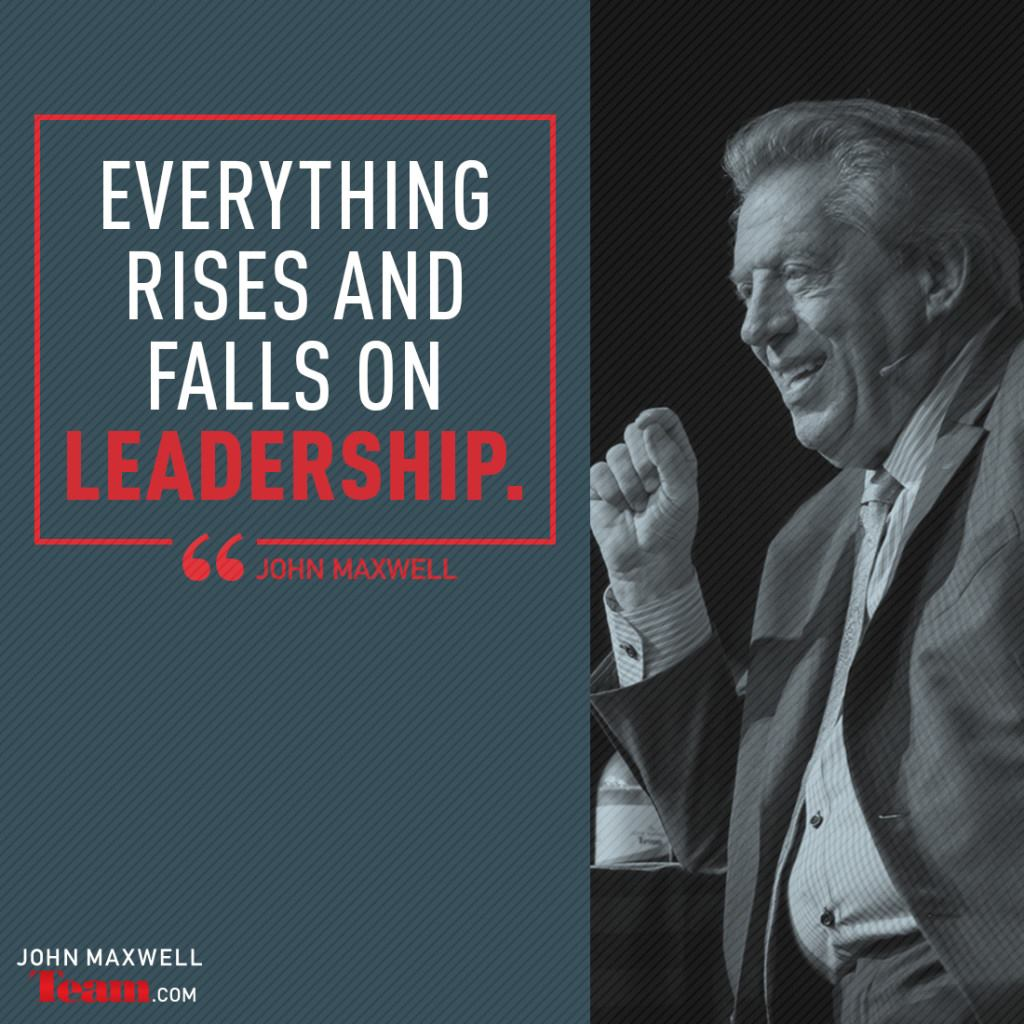 EVERYTHING
RISES AND
FALLS ON
LEADERSHIP.
“ JOHN MAXWELL
JOHN MAXWELL
Team.COM